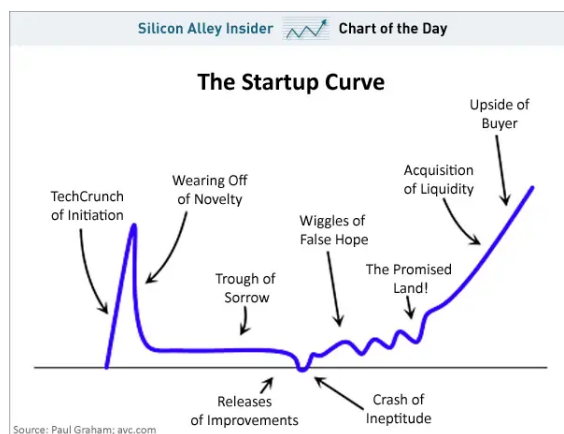 Silicon Alley Insider Chart of the Day
The Startup Curve
Upside of
Buyer
Acquisition
of Liquidity
Wearing Off
of Novelty
TechCrunch
of Initiation
Wiggles of
False Hope
The Promised
Land!
Trough of
Sorrow
Releases
of Improvements
Crash of
Ineptitude
Source: Paul Graham; avc.com